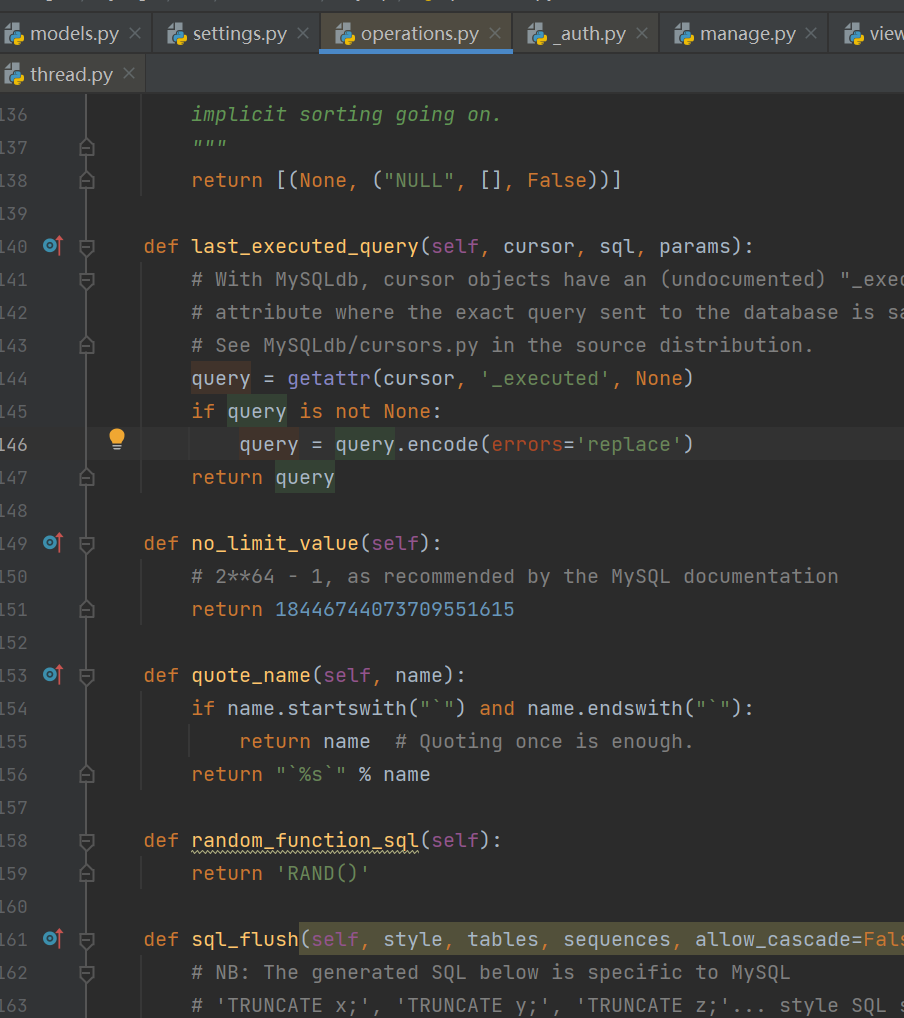 models.py settings.py operations.py _auth.py manage.py view
thread.py
136 implicit sorting going on.
137 """
138 return [(None, ("NULL", [], False))]
139
140 def last_executed_query(self, cursor, sql, params):
141 # With MySQLdb, cursor objects have an (undocumented) "_exec
142 # attribute where the exact query sent to the database is sa
143 # See MySQLdb/cursors.py in the source distribution.
144 query = getattr(cursor, '_executed', None)
145 if query is not None:
146 query = query.encode(errors='replace')
147 return query
148
149 def no_limit_value(self):
150 # 2**64 - 1, as recommended by the MySQL documentation
151 return 18446744073709551615
152
153 def quote_name(self, name):
154 if name.startswith("`") and name.endswith("`"):
155 return name  # Quoting once is enough.
156 return "`%s`" % name
157
158 def random_function_sql(self):
159 return 'RAND()'
160
161 def sql_flush(self, style, tables, sequences, allow_cascade=Fals
162 # NB: The generated SQL below is specific to MySQL
163 # 'TRUNCATE x;', 'TRUNCATE y;', 'TRUNCATE z;'... style SQL s